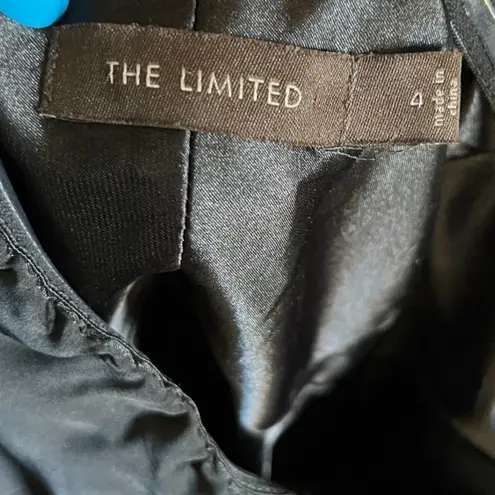 THE LIMITED
4
made in
china